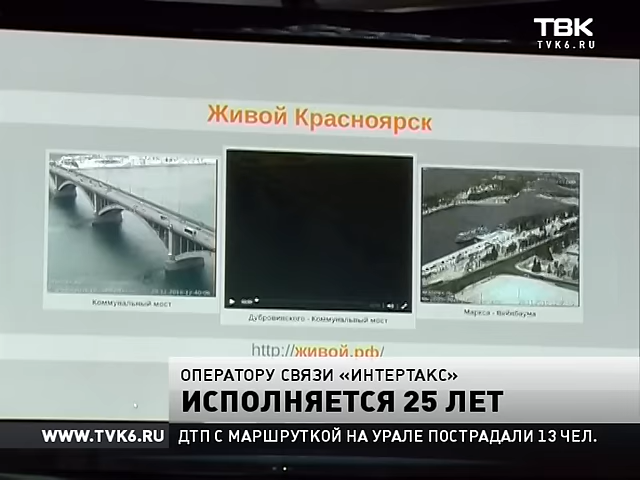 ТВК
TVK6.RU
Живой Красноярск
Коммунальный мост
Дубровинского - Коммунальный мост
Маркса - Вейнбаума
http://живой.рф/
ОПЕРАТОРУ СВЯЗИ «ИНТЕРТАКС»
ИСПОЛНЯЕТСЯ 25 ЛЕТ
WWW.TVK6.RU ДТП С МАРШРУТКОЙ НА УРАЛЕ ПОСТРАДАЛИ 13 ЧЕЛ.